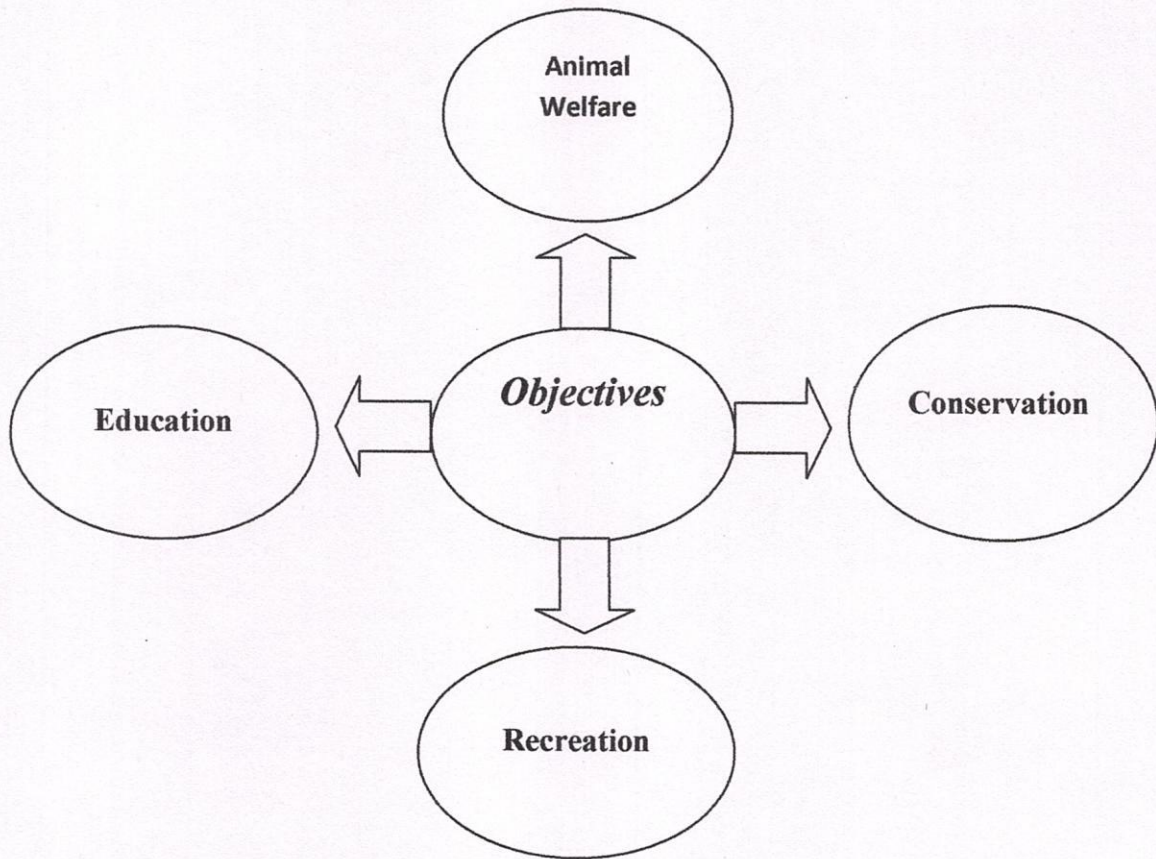 Animal
Welfare
Education
Objectives
Conservation
Recreation